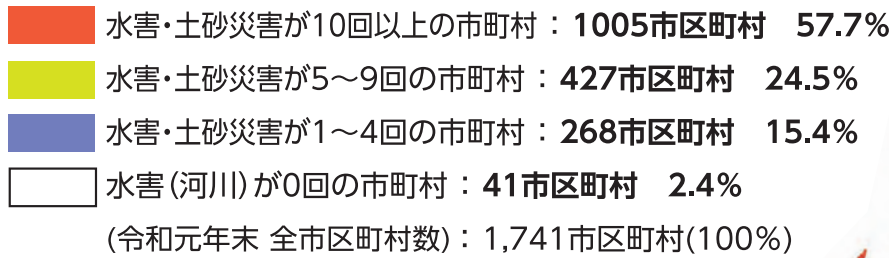 水害・土砂災害が10回以上の市町村：1005市区町村　57.7%
水害・土砂災害が5〜9回の市町村：427市区町村　24.5%
水害・土砂災害が1〜4回の市町村：268市区町村　15.4%
水害(河川)が0回の市町村：41市区町村　2.4%
(令和元年末 全市区町村数)：1,741市区町村(100%)